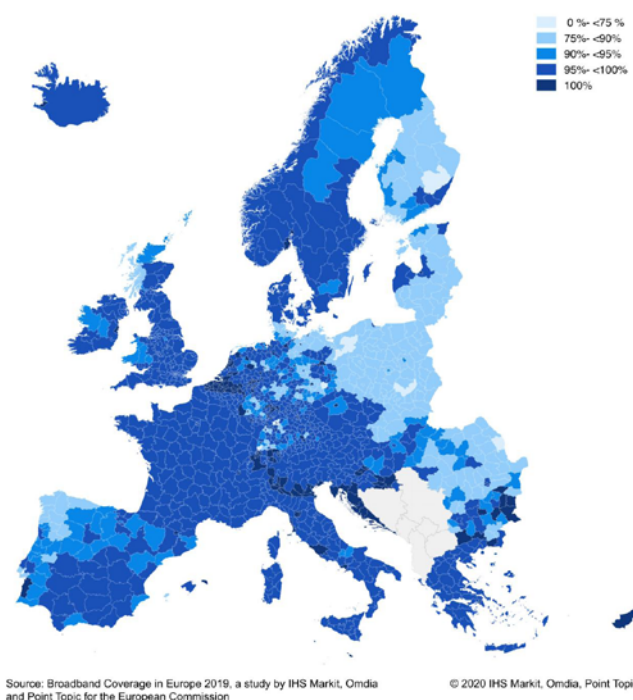 0 %- <75 %
75%- <90%
90%- <95%
95%- <100%
100%
Source: Broadband Coverage in Europe 2019, a study by IHS Markit, Omdia
and Point Topic for the European Commission
© 2020 IHS Markit, Omdia, Point Topi